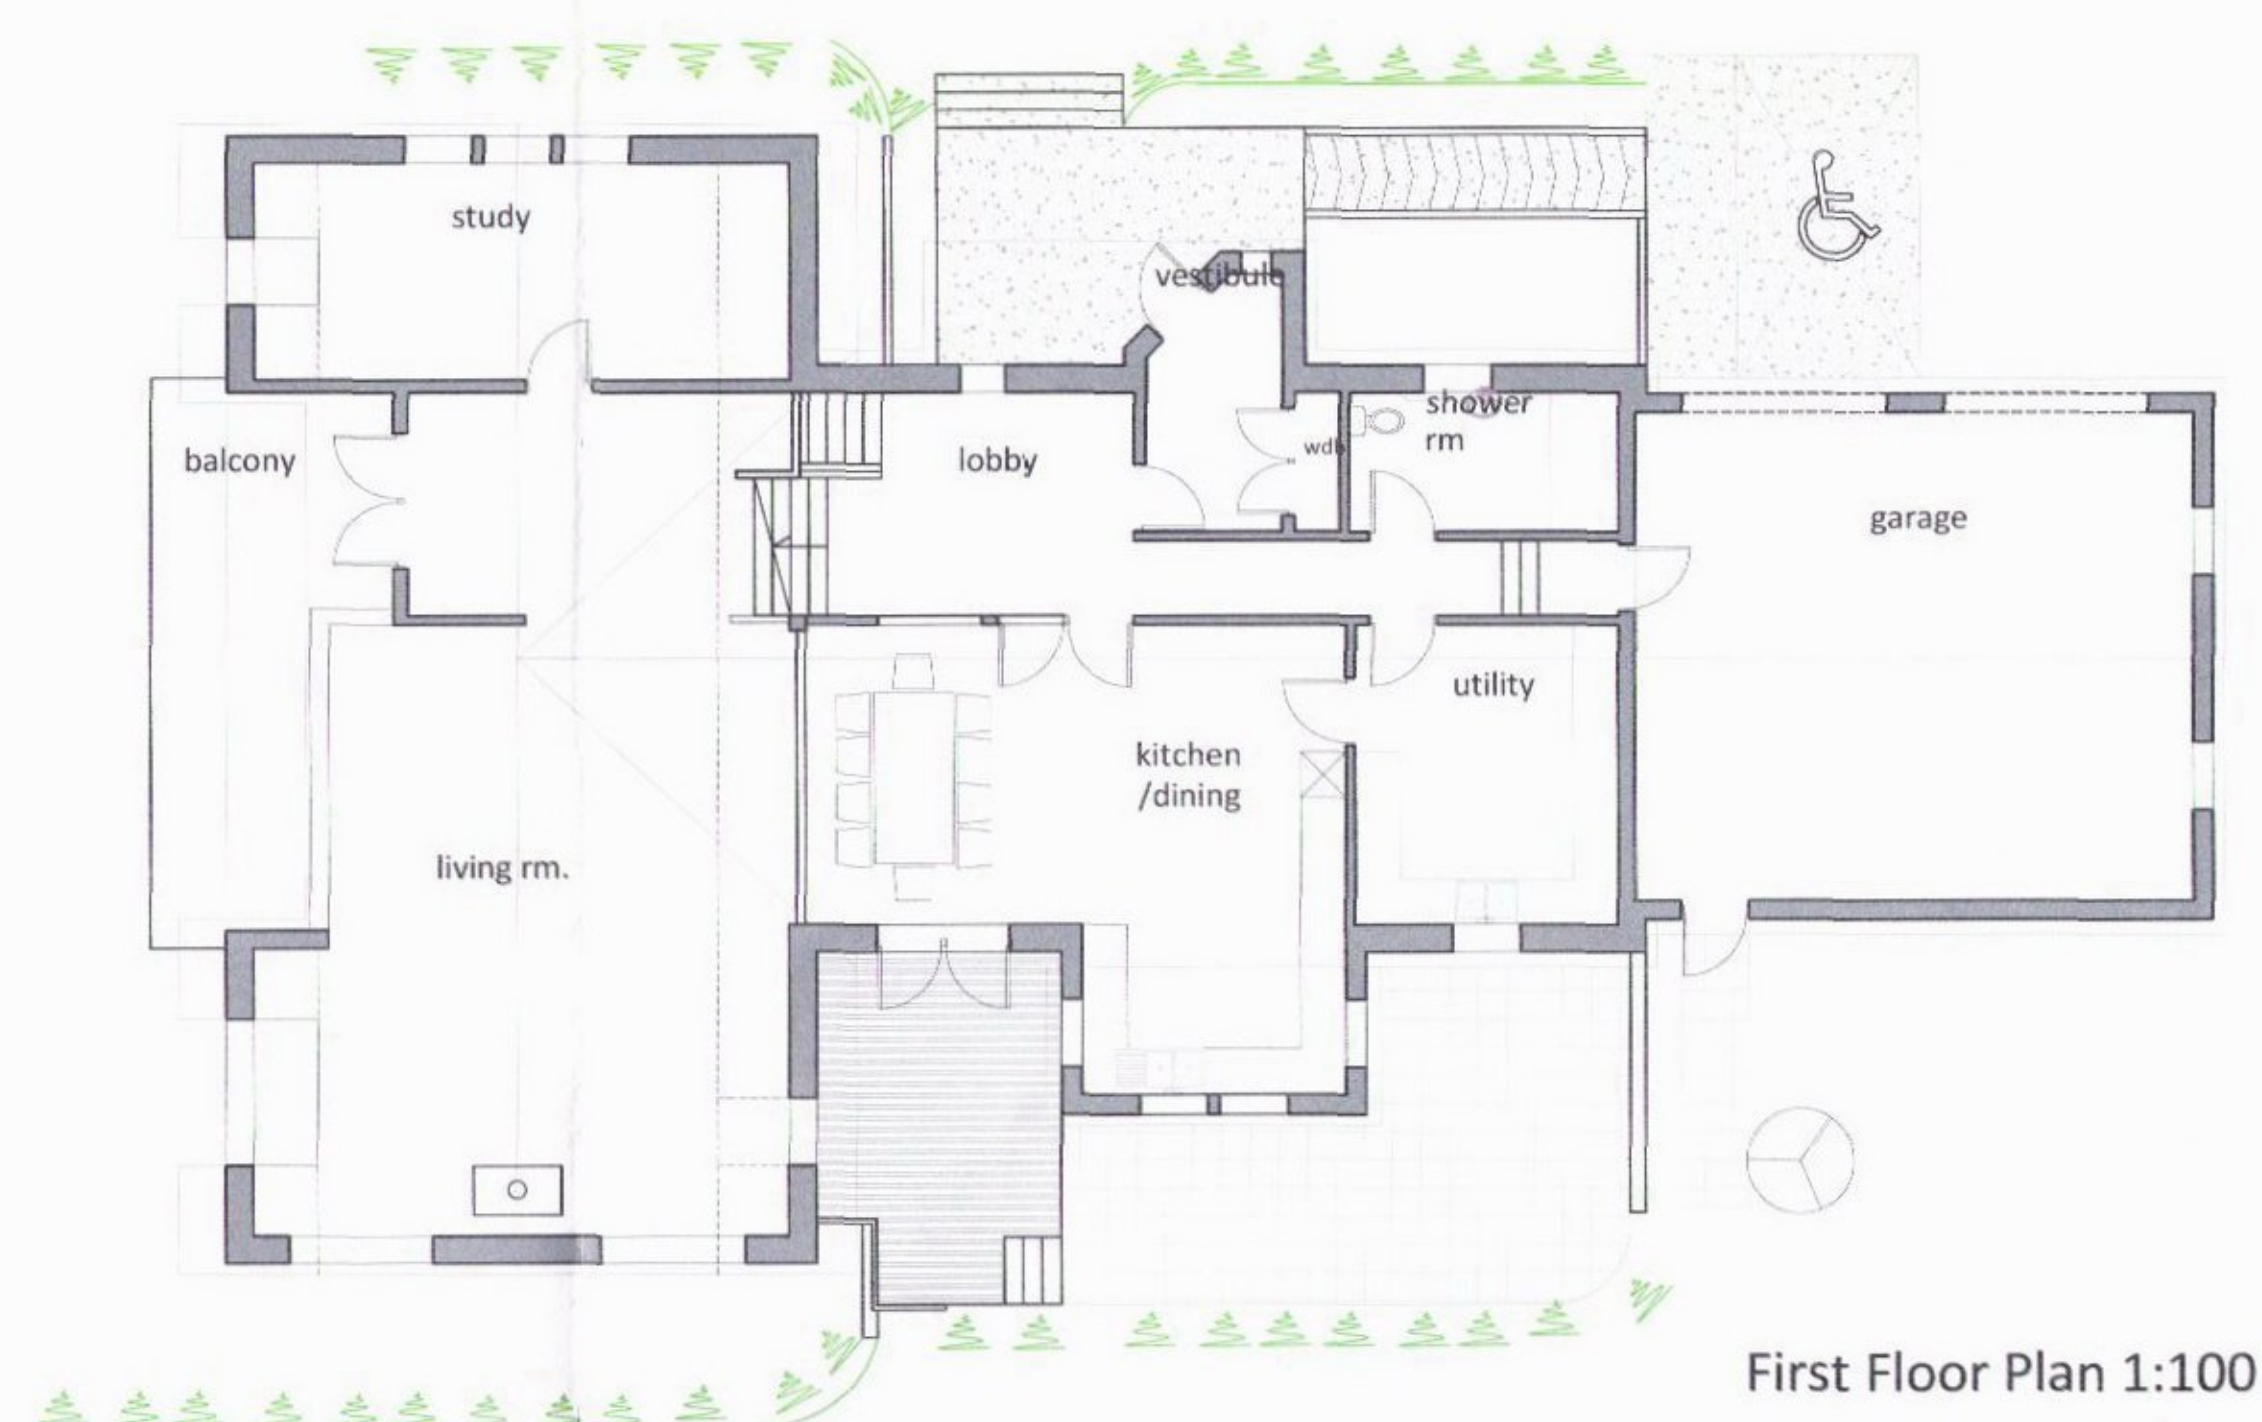 study
vestibule
shower
rm
balcony
lobby
wdb
garage
utility
kitchen
/dining
living rm.
First Floor Plan 1:100